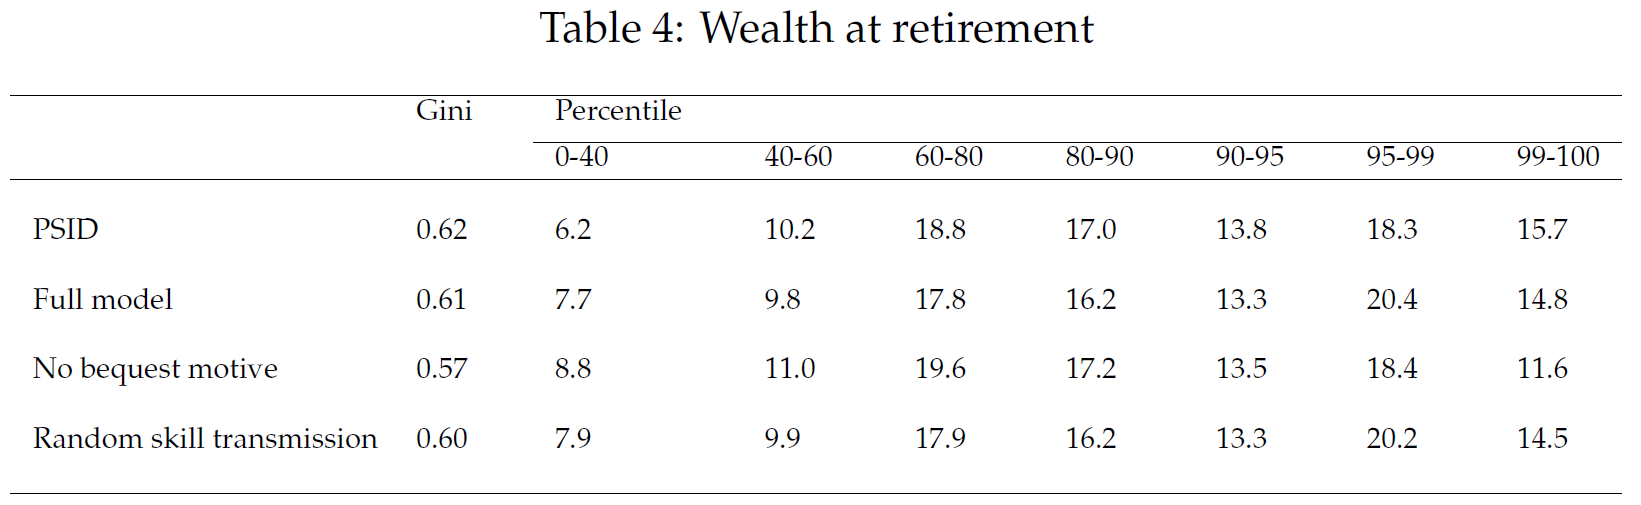 Table 4: Wealth at retirement
Gini Percentile
0-40 40-60 60-80 80-90 90-95 95-99 99-100
PSID 0.62 6.2 10.2 18.8 17.0 13.8 18.3 15.7
Full model 0.61 7.7 9.8 17.8 16.2 13.3 20.4 14.8
No bequest motive 0.57 8.8 11.0 19.6 17.2 13.5 18.4 11.6
Random skill transmission 0.60 7.9 9.9 17.9 16.2 13.3 20.2 14.5